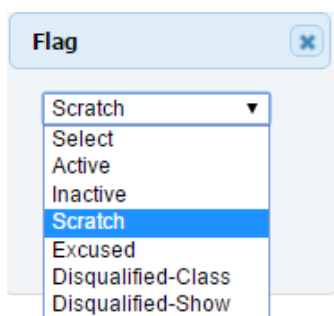 Flag
Scratch
Select
Active
Inactive
Scratch
Excused
Disqualified-Class
Disqualified-Show